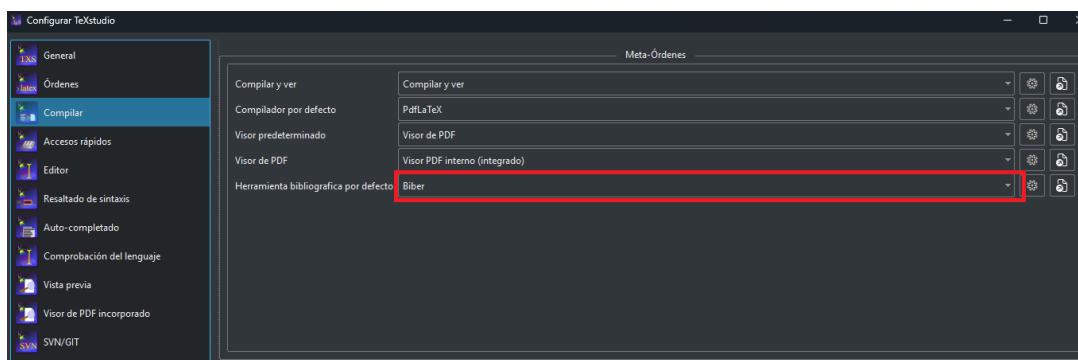 Configurar TeXstudio
General
Órdenes
Compilar
Accesos rápidos
Editor
Resaltado de sintaxis
Auto-completado
Comprobación del lenguaje
Vista previa
Visor de PDF incorporado
SVN/GIT
Meta-Órdenes
Compilar y ver Compilar y ver
Compilador por defecto PdfLaTeX
Visor predeterminado Visor de PDF
Visor de PDF Visor PDF interno (integrado)
Herramienta bibliografica por defecto Biber